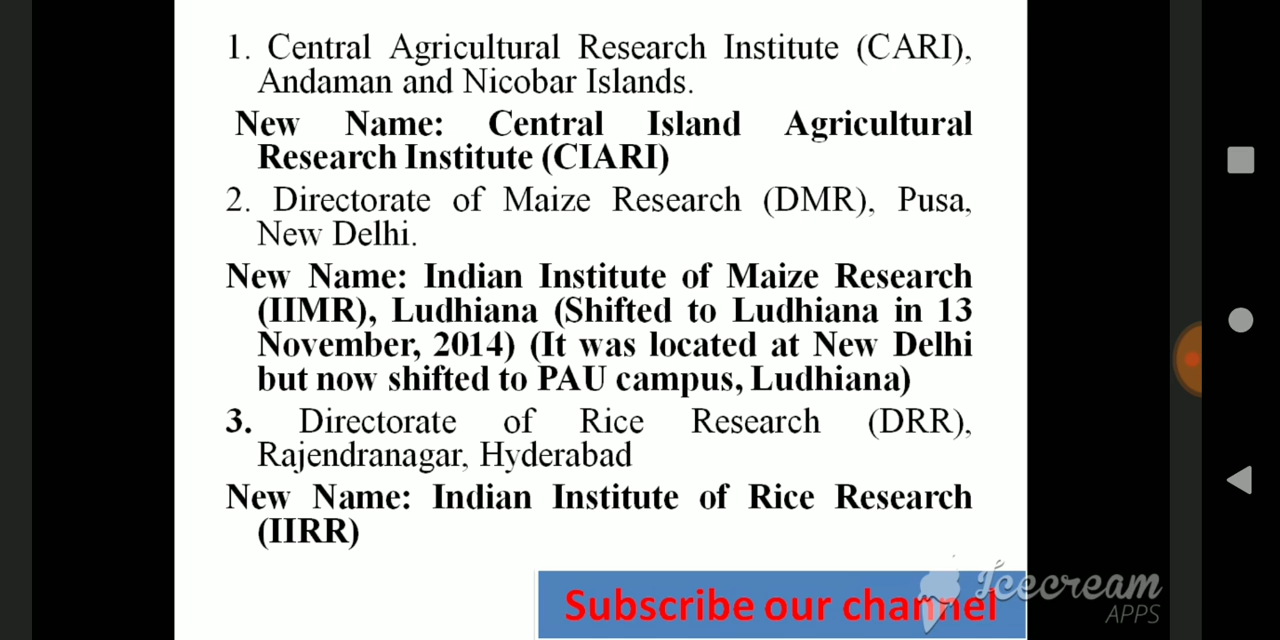 1. Central Agricultural Research Institute (CARI),
Andaman and Nicobar Islands.
New Name: Central Island Agricultural
Research Institute (CIARI)
2. Directorate of Maize Research (DMR), Pusa,
New Delhi.
New Name: Indian Institute of Maize Research
(IIMR), Ludhiana (Shifted to Ludhiana in 13
November, 2014) (It was located at New Delhi
but now shifted to PAU campus, Ludhiana)
3. Directorate of Rice Research (DRR),
Rajendranagar, Hyderabad
New Name: Indian Institute of Rice Research
(IIRR)
Subscribe our channel
Icecream
APPS